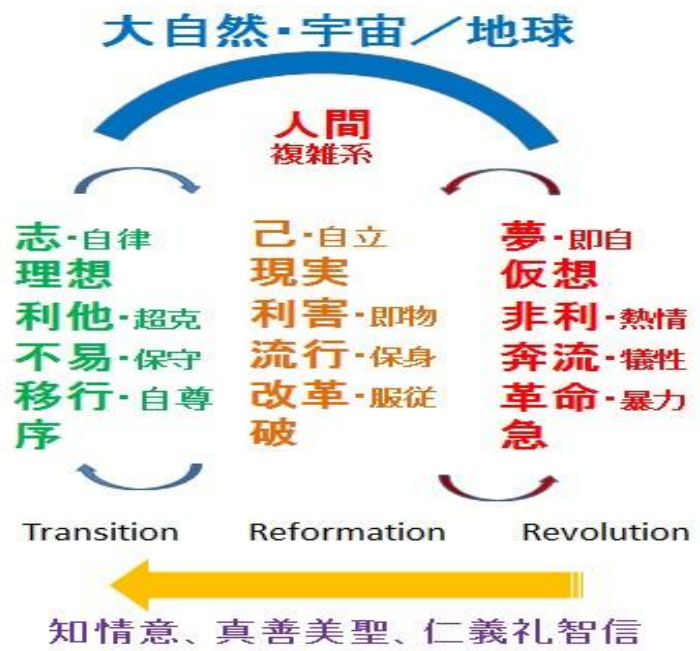 大自然・宇宙／地球
人間
複雑系
志・自律 己・自立 夢・即自
理想 現実 仮想
利他・超克 利害・即物 非利・熱情
不易・保守 流行・保身 奔流・犠牲
移行・自尊 改革・服従 革命・暴力
序 破 急
Transition Reformation Revolution
知情意、真善美聖、仁義礼智信